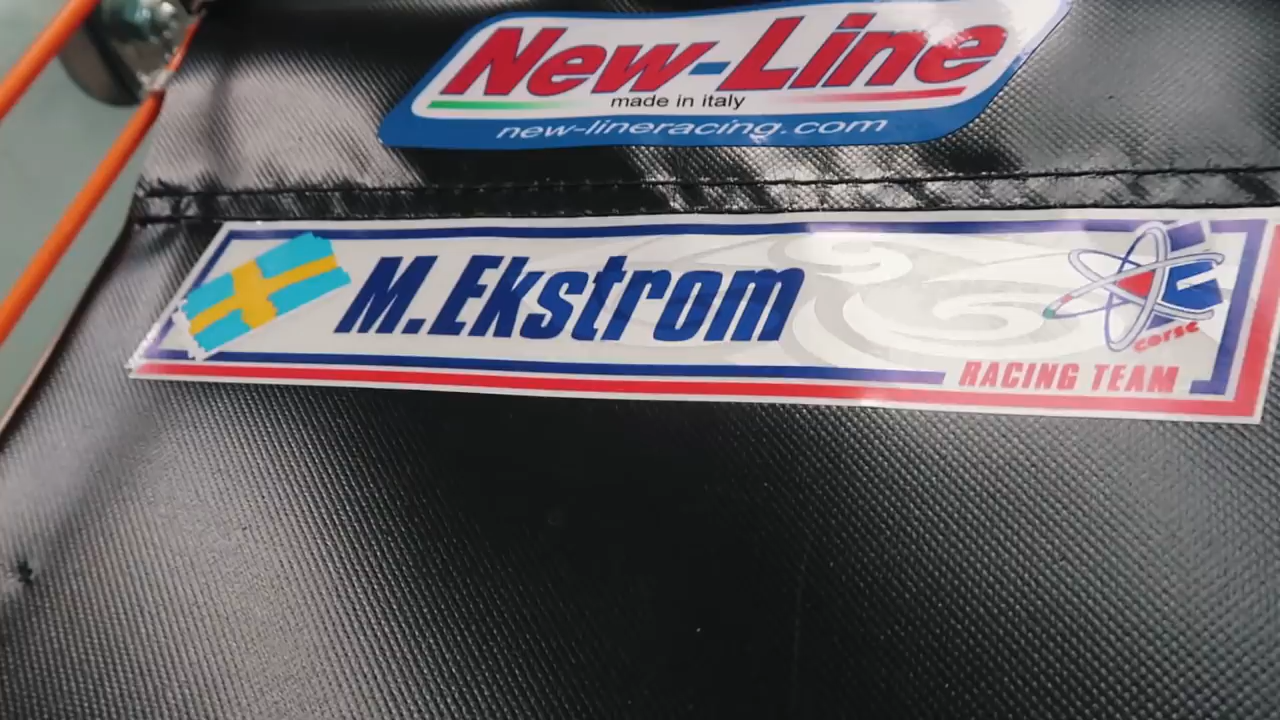 New-Line
made in italy
new-lineracing.com
M.Ekstrom
corse
RACING TEAM